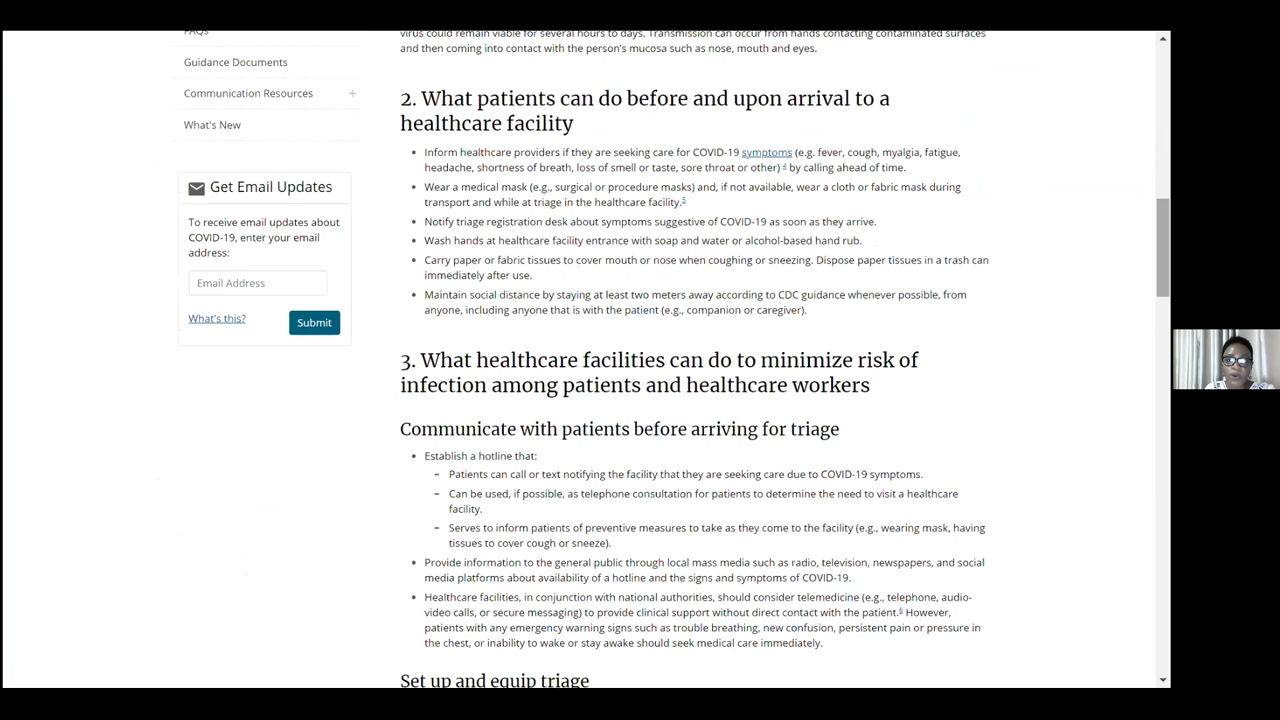 FAQs
Guidance Documents
Communication Resources
What's New
Get Email Updates
To receive email updates about
COVID-19, enter your email
address:
Email Address
What's this?
Submit
virus could remain viable for several hours to days. Transmission can occur from hands contacting contaminated surfaces
and then coming into contact with the person's mucosa such as nose, mouth and eyes.
2. What patients can do before and upon arrival to a
healthcare facility
Inform healthcare providers if they are seeking care for COVID-19 symptoms (e.g. fever, cough, myalgia, fatigue,
headache, shortness of breath, loss of smell or taste, sore throat or other) 4 by calling ahead of time.
Wear a medical mask (e.g., surgical or procedure masks) and, if not available, wear a cloth or fabric mask during
transport and while at triage in the healthcare facility.5
Notify triage registration desk about symptoms suggestive of COVID-19 as soon as they arrive.
Wash hands at healthcare facility entrance with soap and water or alcohol-based hand rub.
Carry paper or fabric tissues to cover mouth or nose when coughing or sneezing. Dispose paper tissues in a trash can
immediately after use.
Maintain social distance by staying at least two meters away according to CDC guidance whenever possible, from
anyone, including anyone that is with the patient (e.g., companion or caregiver).
3. What healthcare facilities can do to minimize risk of
infection among patients and healthcare workers
Communicate with patients before arriving for triage
Establish a hotline that:
Patients can call or text notifying the facility that they are seeking care due to COVID-19 symptoms.
Can be used, if possible, as telephone consultation for patients to determine the need to visit a healthcare
facility.
Serves to inform patients of preventive measures to take as they come to the facility (e.g., wearing mask, having
tissues to cover cough or sneeze).
Provide information to the general public through local mass media such as radio, television, newspapers, and social
media platforms about availability of a hotline and the signs and symptoms of COVID-19.
Healthcare facilities, in conjunction with national authorities, should consider telemedicine (e.g., telephone, audio-
video calls, or secure messaging) to provide clinical support without direct contact with the patient.6 However,
patients with any emergency warning signs such as trouble breathing, new confusion, persistent pain or pressure in
the chest, or inability to wake or stay awake should seek medical care immediately.
Set up and equip triage